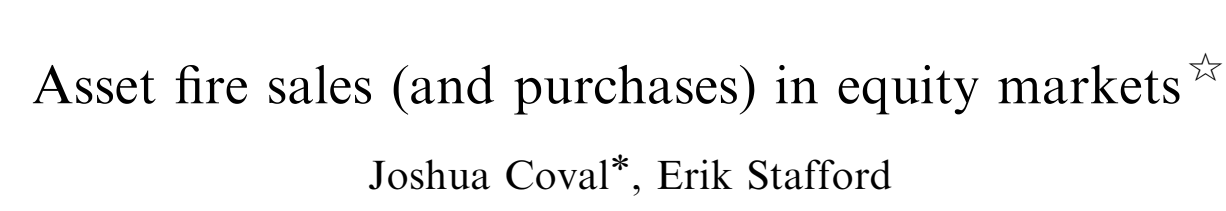 Asset fire sales (and purchases) in equity markets☆
Joshua Coval*, Erik Stafford